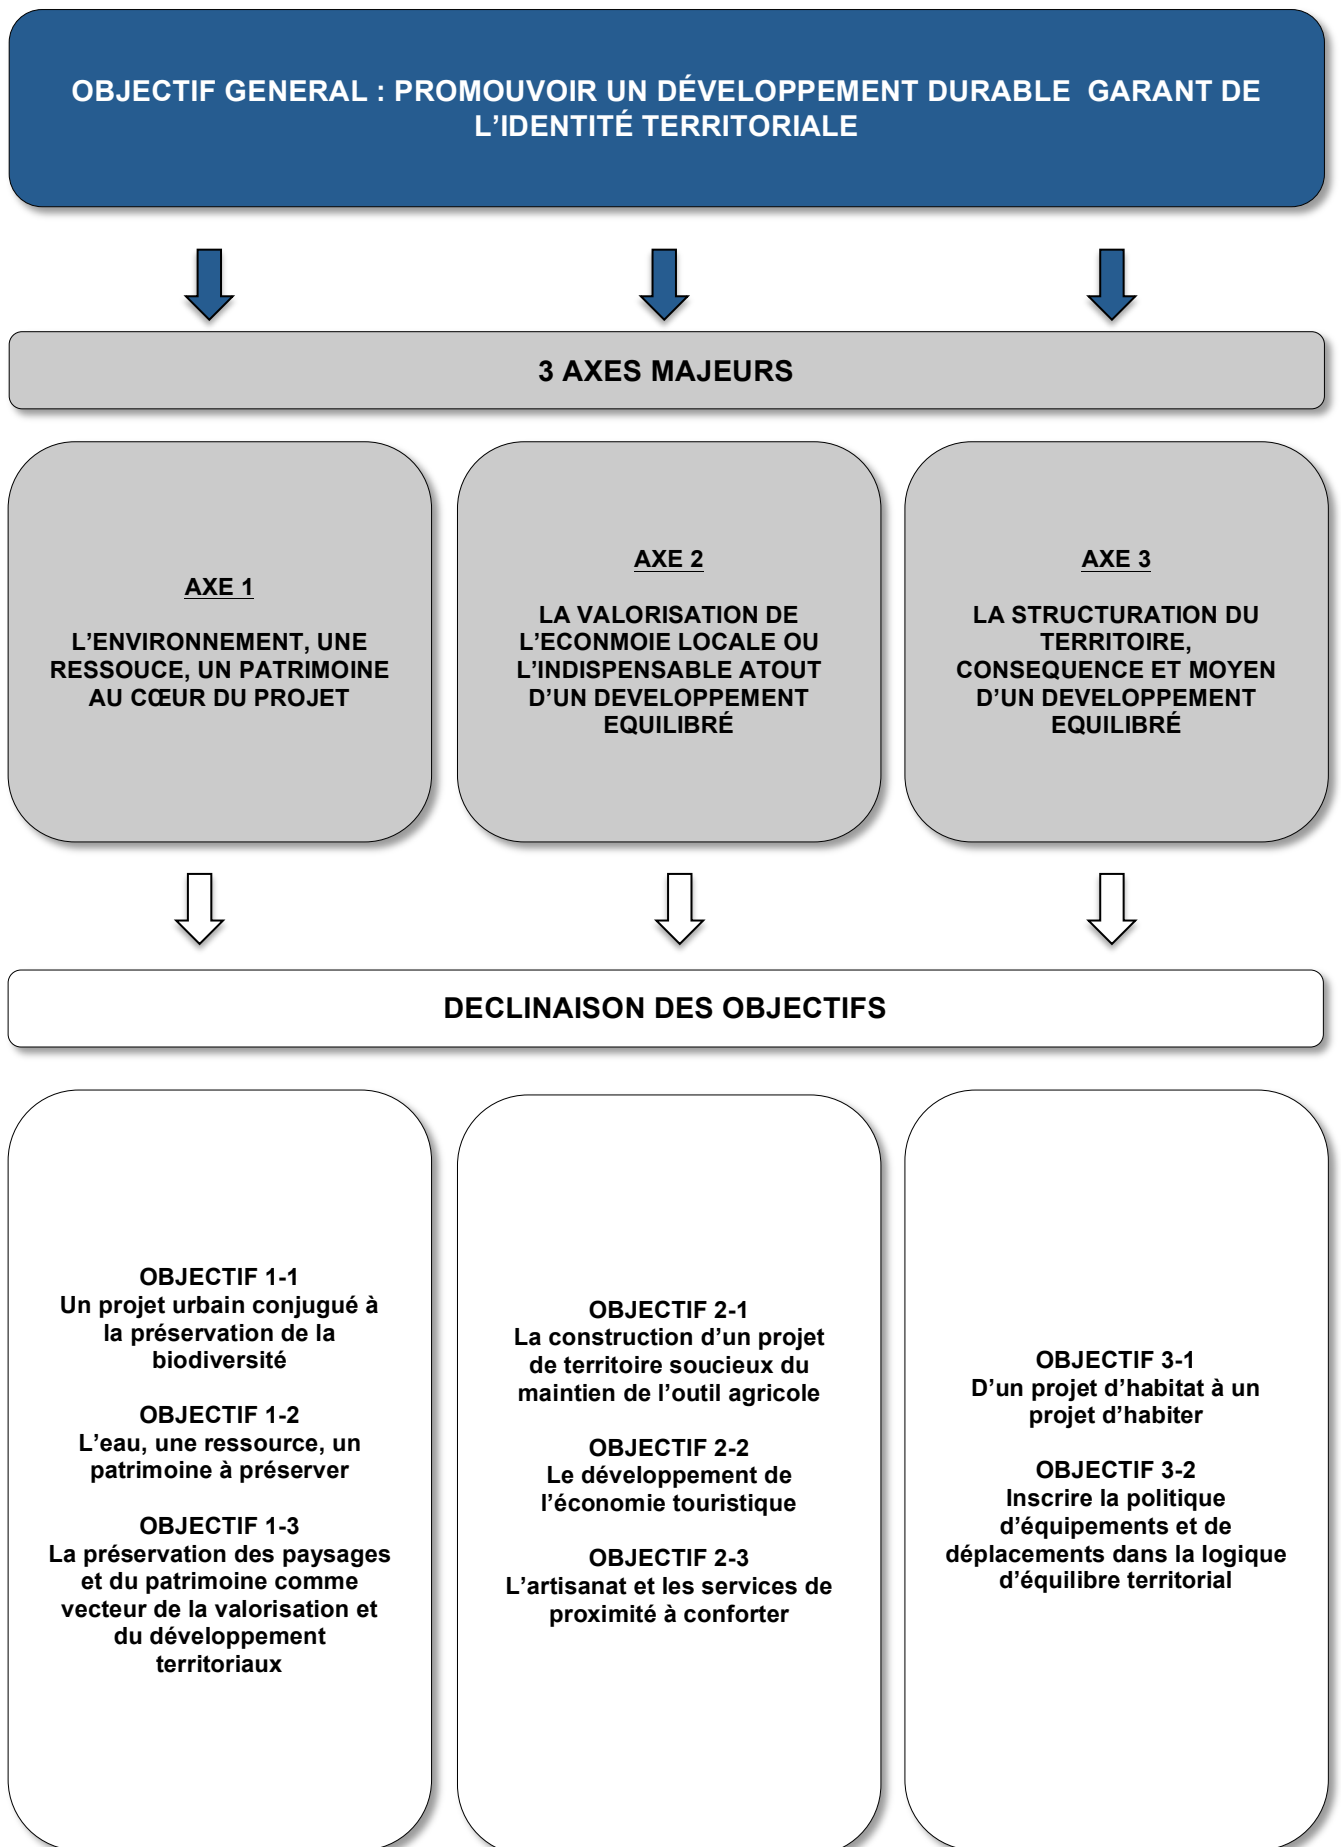 OBJECTIF GENERAL : PROMOUVOIR UN DÉVELOPPEMENT DURABLE  GARANT DE
L’IDENTITÉ TERRITORIALE
3 AXES MAJEURS
AXE 1
L’ENVIRONNEMENT, UNE
RESSOUCE, UN PATRIMOINE
AU CŒUR DU PROJET
AXE 2
LA VALORISATION DE
L’ECONMOIE LOCALE OU
L’INDISPENSABLE ATOUT
D’UN DEVELOPPEMENT
EQUILIBRÉ
AXE 3
LA STRUCTURATION DU
TERRITOIRE,
CONSEQUENCE ET MOYEN
D’UN DEVELOPPEMENT
EQUILIBRÉ
DECLINAISON DES OBJECTIFS
OBJECTIF 1-1
Un projet urbain conjugué à
la préservation de la
biodiversité
OBJECTIF 1-2
L’eau, une ressource, un
patrimoine à préserver
OBJECTIF 1-3
La préservation des paysages
et du patrimoine comme
vecteur de la valorisation et
du développement
territoriaux
OBJECTIF 2-1
La construction d’un projet
de territoire soucieux du
maintien de l’outil agricole
OBJECTIF 2-2
Le développement de
l’économie touristique
OBJECTIF 2-3
L’artisanat et les services de
proximité à conforter
OBJECTIF 3-1
D’un projet d’habitat à un
projet d’habiter
OBJECTIF 3-2
Inscrire la politique
d’équipements et de
déplacements dans la logique
d’équilibre territorial